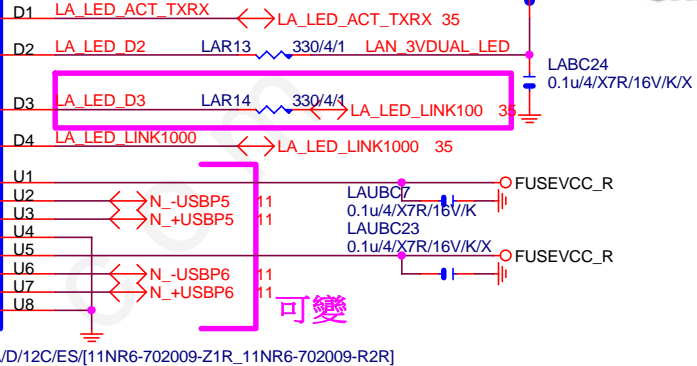 D1 LA_LED_ACT_TXRX LA_LED_ACT_TXRX 35
D2 LA_LED_D2 LAR13 330/4/1 LAN_3VDUAL_LED
LABC24
0.1u/4/X7R/16V/K/X
D3 LA_LED_D3 LAR14 330/4/1 LA_LED_LINK100 35
D4 LA_LED_LINK1000 LA_LED_LINK1000 35
U1 FUSEVCC_R
U2 N_-USBP5 11 LAUBC7
U3 N_+USBP5 11 0.1u/4/X7R/16V/K
U4 LAUBC23
U5 0.1u/4/X7R/16V/K/X FUSEVCC_R
U6 N_-USBP6 11
U7 N_+USBP6 11
U8
可變
/D/12C/ES/[11NR6-702009-Z1R_11NR6-702009-R2R]